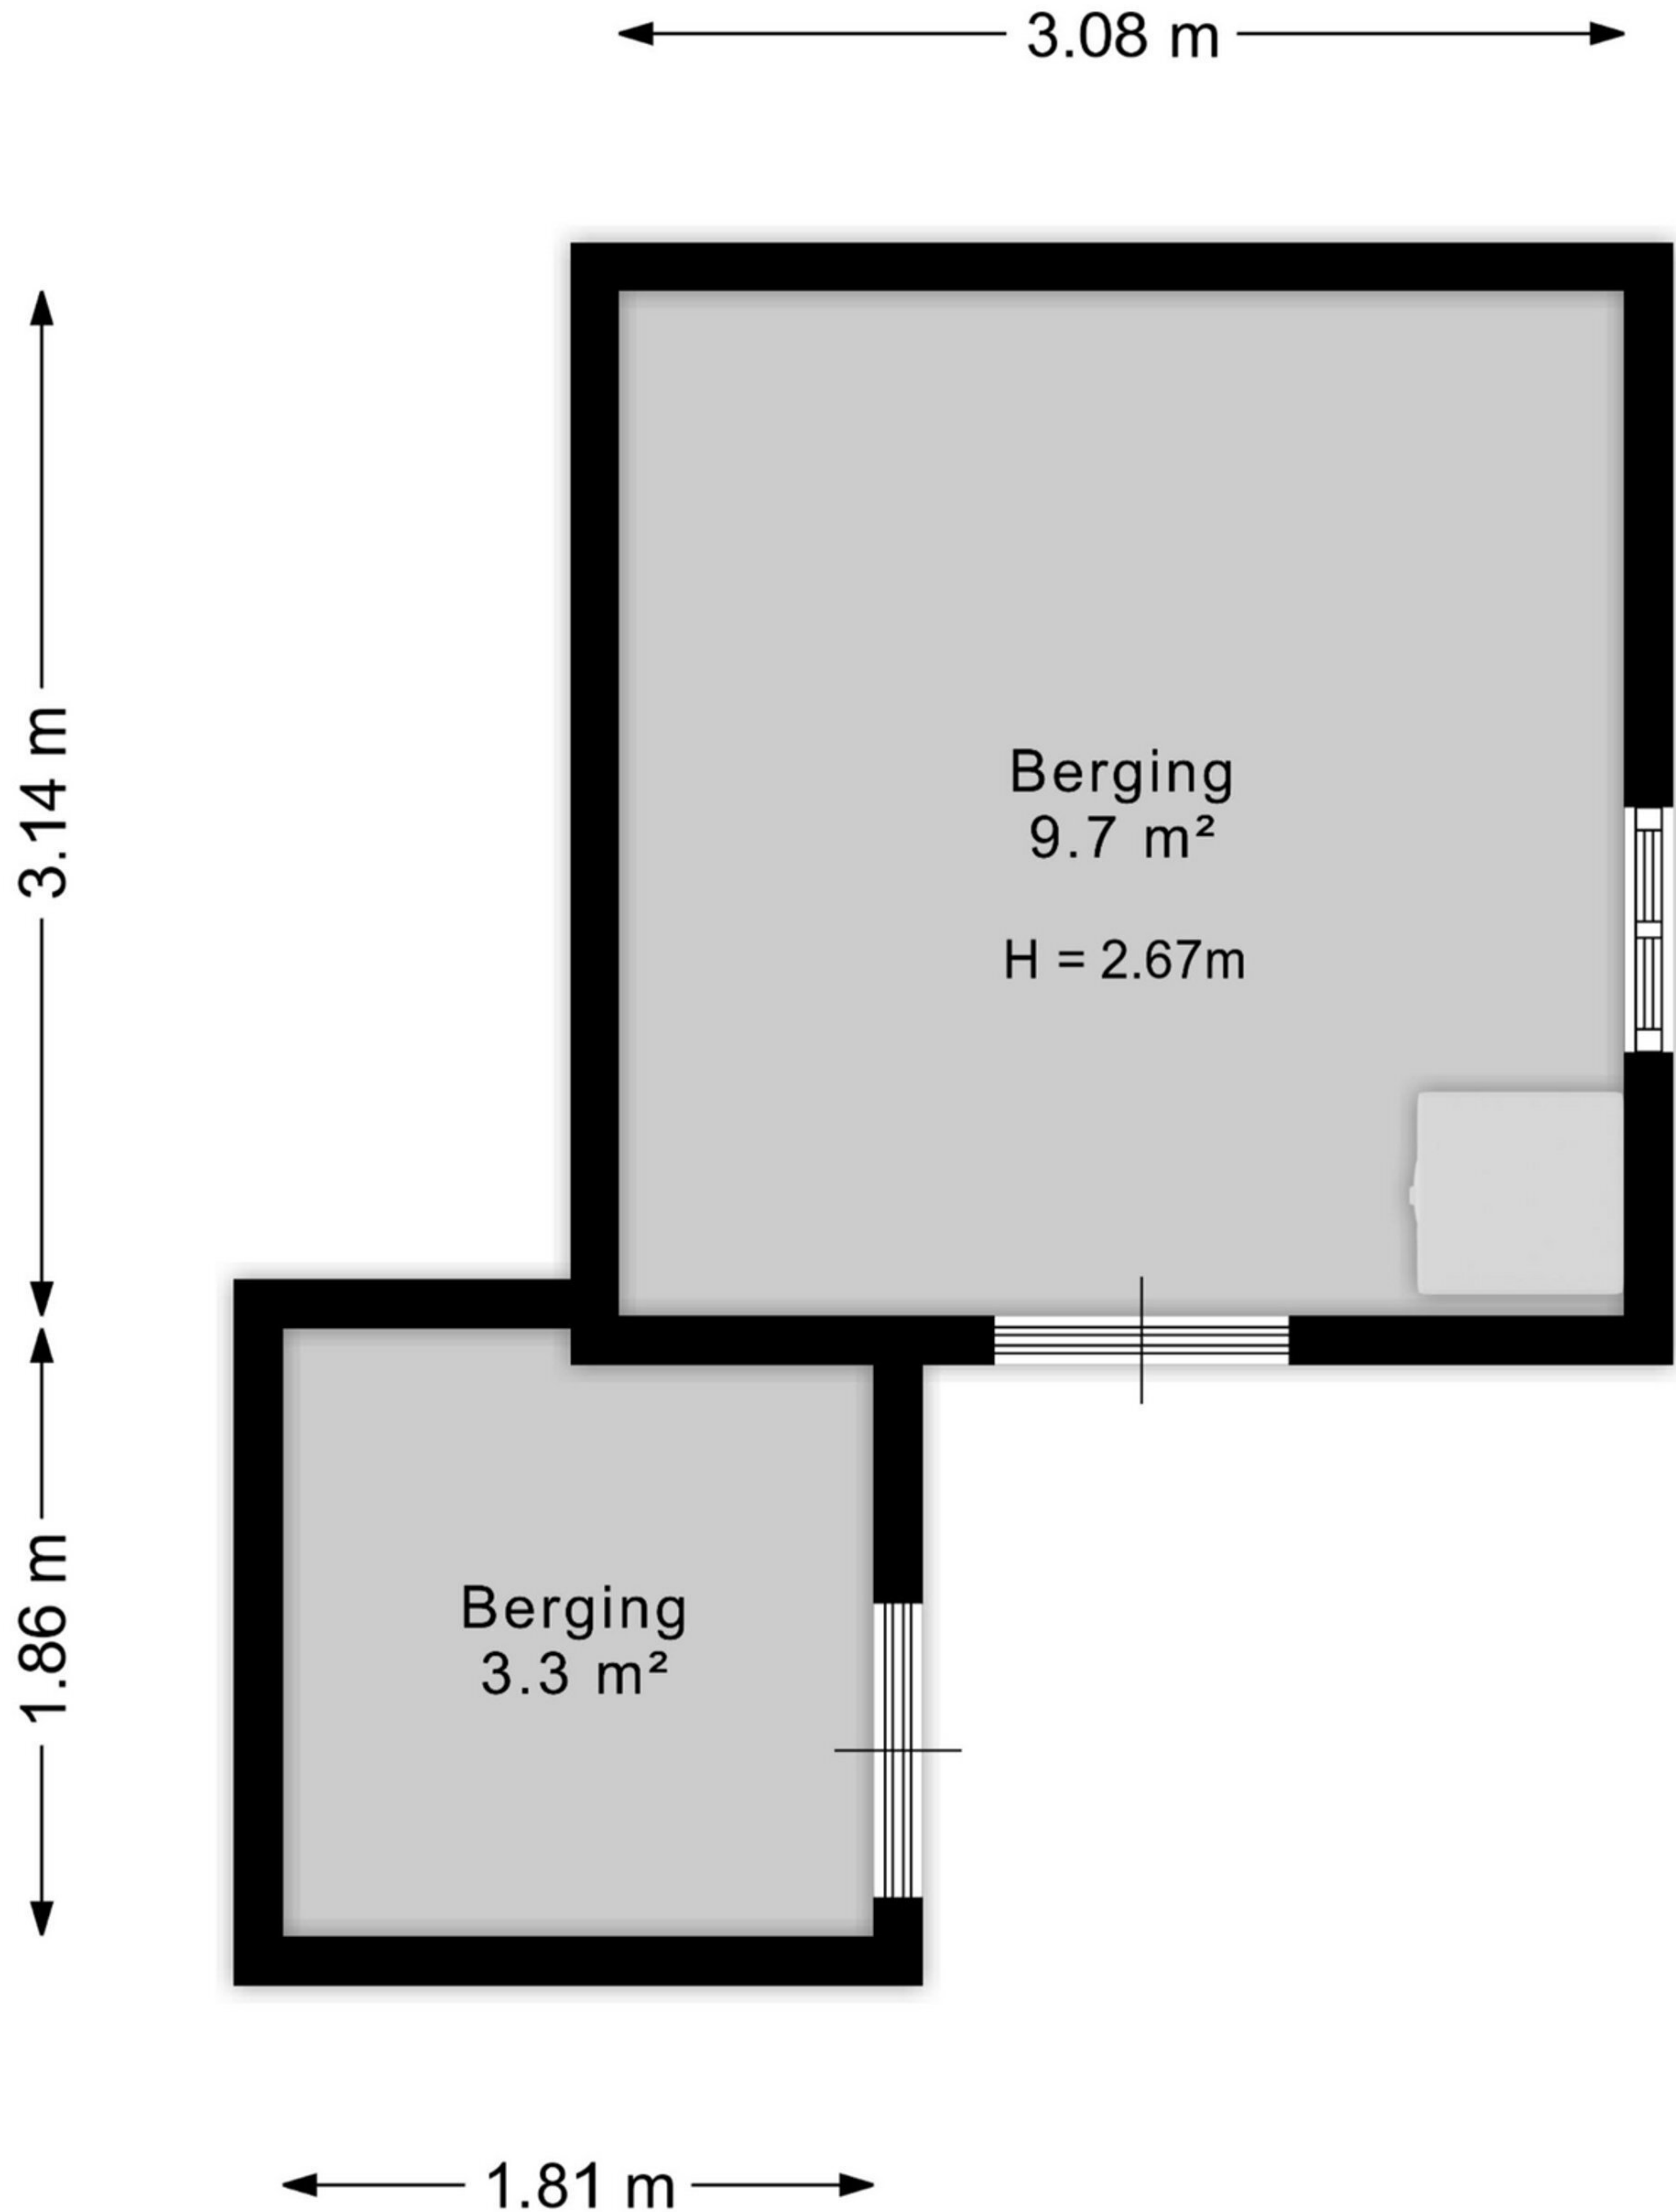 3.08 m
3.14 m
Berging
9.7 m²
H = 2.67m
1.86 m
Berging
3.3 m²
1.81 m